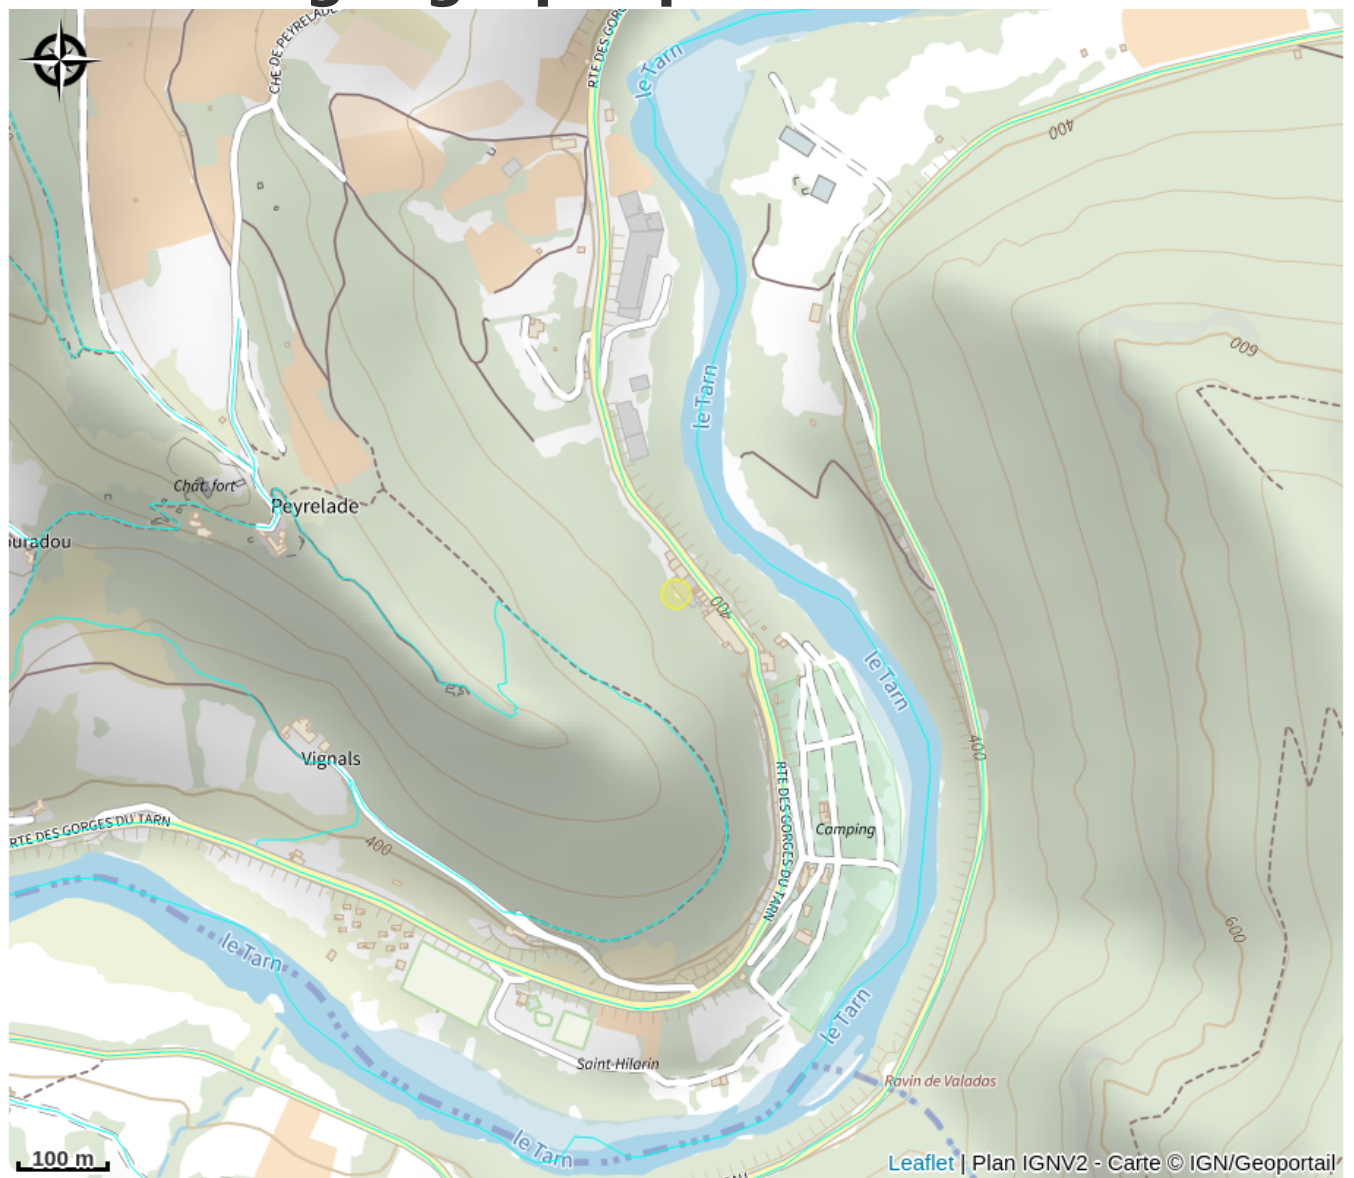 CHE DE PEYRELADE
RTE DES GORG
le Tarn
400
600
le Tarn
Chât. fort
Peyrelade
ouradou
400
le Tarn
400
Vignals
RTE DES GORGES DU TARN
Camping
RTE DES GORGES DU TARN
400
600
le Tarn
le Tarn
Saint-Hilarin
Ravin de Valadas
le Tarn
100 m
Leaflet | Plan IGNV2 - Carte © IGN/Geoportail